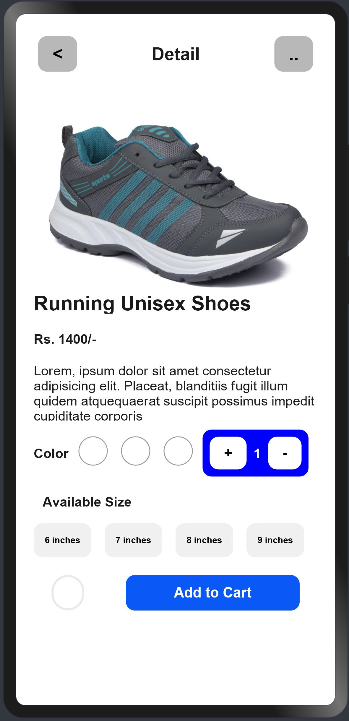 < Detail ..
sports
Running Unisex Shoes
Rs. 1400/-
Lorem, ipsum dolor sit amet consectetur
adipisicing elit. Placeat, blanditiis fugit illum
quidem atquequaerat suscipit possimus impedit
cupiditate corporis
Color + 1 -
Available Size
6 inches 7 inches 8 inches 9 inches
Add to Cart